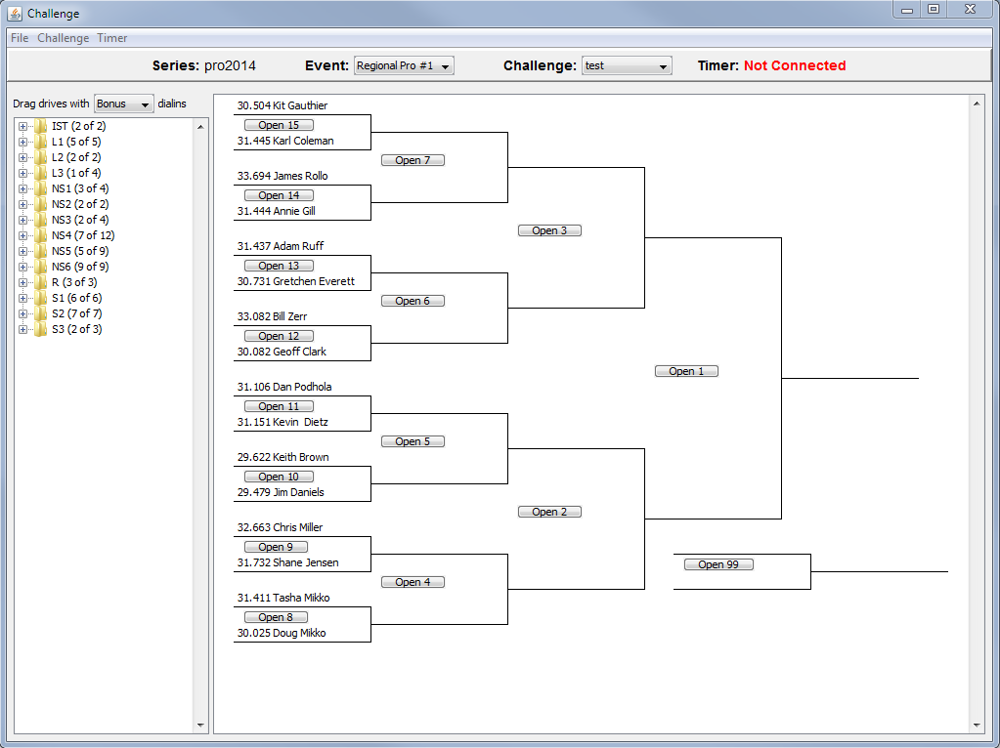 Challenge
File Challenge Timer
Series: pro2014 Event: Regional Pro #1 Challenge: test Timer: Not Connected
Drag drives with Bonus dialins
IST (2 of 2)
L1 (5 of 5)
L2 (2 of 2)
L3 (1 of 4)
NS1 (3 of 4)
NS2 (2 of 2)
NS3 (2 of 4)
NS4 (7 of 12)
NS5 (5 of 9)
NS6 (9 of 9)
R (3 of 3)
S1 (6 of 6)
S2 (7 of 7)
S3 (2 of 3)
30.504 Kit Gauthier
Open 15
31.445 Karl Coleman
Open 7
33.694 James Rollo
Open 14
31.444 Annie Gill
Open 3
31.437 Adam Ruff
Open 13
30.731 Gretchen Everett
Open 6
33.082 Bill Zerr
Open 12
30.082 Geoff Clark
Open 1
31.106 Dan Podhola
Open 11
31.151 Kevin  Dietz
Open 5
29.622 Keith Brown
Open 10
29.479 Jim Daniels
Open 2
32.663 Chris Miller
Open 9
31.732 Shane Jensen
Open 99
Open 4
31.411 Tasha Mikko
Open 8
30.025 Doug Mikko